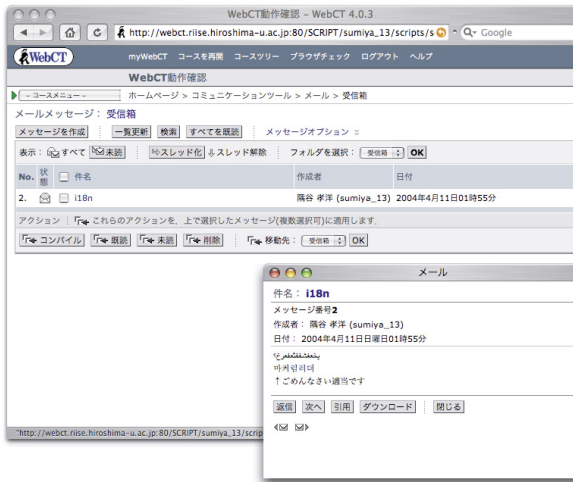 WebCT動作確認 – WebCT 4.0.3
http://webct.riise.hiroshima-u.ac.jp:80/SCRIPT/sumiya_13/scripts/s
Google
WebCT
myWebCT コースを再開 コースツリー ブラウザチェック ログアウト ヘルプ
WebCT動作確認
- コースメニュー -
ホームページ > コミュニケーションツール > メール > 受信箱
メールメッセージ: 受信箱
メッセージを作成 一覧更新 検索 すべてを既読 メッセージオプション
表示: すべて 未読 スレッド化 スレッド解除 フォルダを選択: 受信箱 OK
No. 状態 件名 作成者 日付
2. i18n 隅谷 孝洋 (sumiya_13) 2004年4月11日01時55分
アクション これらのアクションを、上で選択したメッセージ(複数選択可)に適用します.
コンパイル 既読 未読 削除 移動先: 受信箱 OK
メール
件名: i18n
メッセージ番号2
作成者: 隅谷 孝洋 (sumiya_13)
日付: 2004年4月11日日曜日01時55分
마커림리더
↑ごめんなさい適当です
返信 次へ 引用 ダウンロード 閉じる
"http://webct.riise.hiroshima-u.ac.jp:80/SCRIPT/sumiya_13/scrip